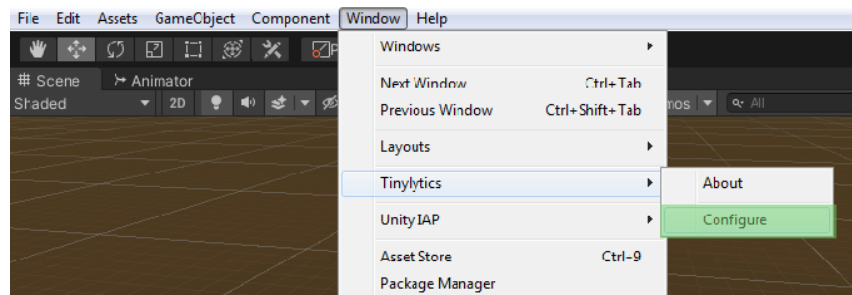 File Edit Assets GameObject Component Window Help
Windows
# Scene Animator
Next Window Ctrl+Tab
Shaded 2D
Previous Window Ctrl+Shift+Tab
All
Layouts
Tinylytics
About
Unity IAP
Configure
Asset Store Ctrl-9
Package Manager